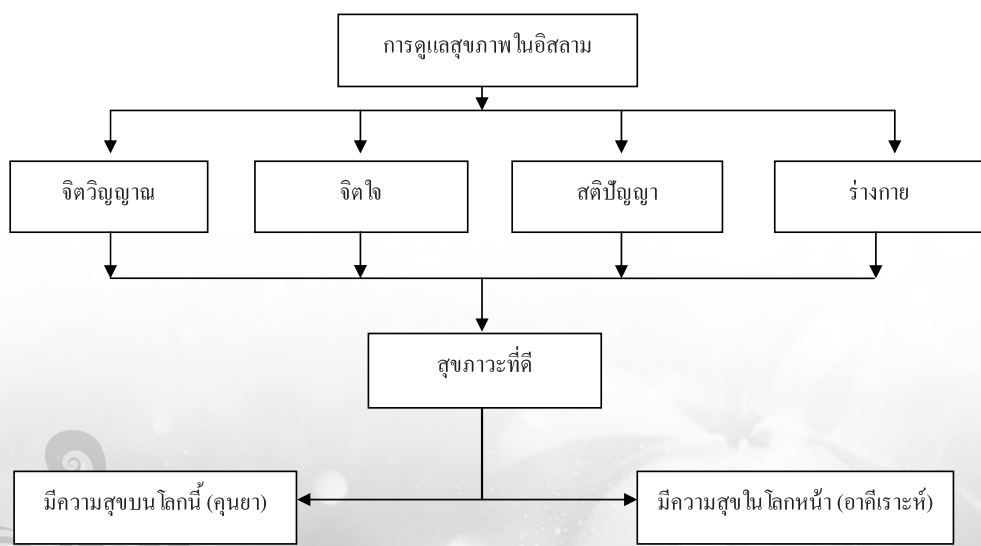 การดูแลสุขภาพในอิสลาม
จิตวิญญาณ
จิตใจ
สติปัญญา
ร่างกาย
สุขภาวะที่ดี
มีความสุขบนโลกนี้ (คุนยา)
มีความสุขในโลกหน้า (อาคีเราะห์)